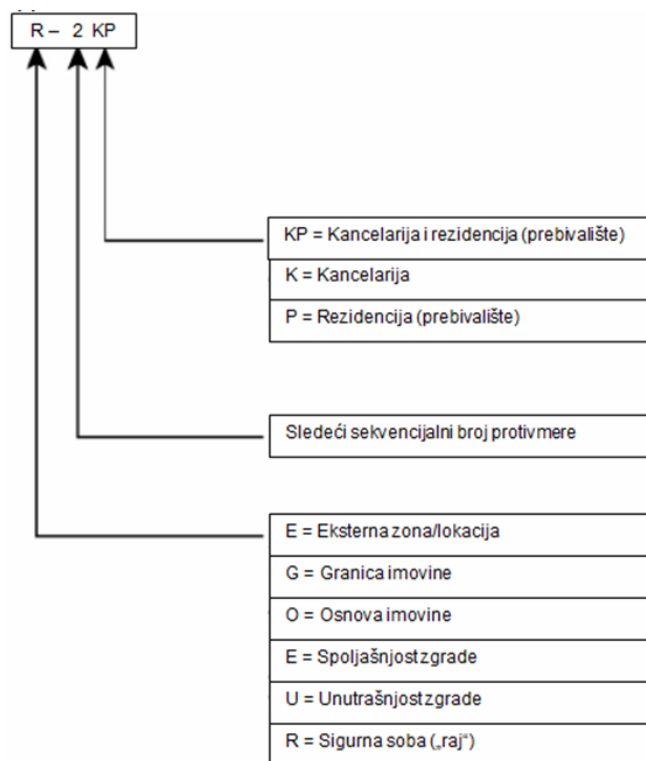 R – 2 KP
KP = Kancelarija i rezidencija (prebivalište)
K = Kancelarija
P = Rezidencija (prebivalište)
Sledeći sekvencijalni broj protivmere
E = Eksterna zona/lokacija
G = Granica imovine
O = Osnova imovine
E = Spoljašnjost zgrade
U = Unutrašnjost zgrade
R = Sigurna soba („raj“)